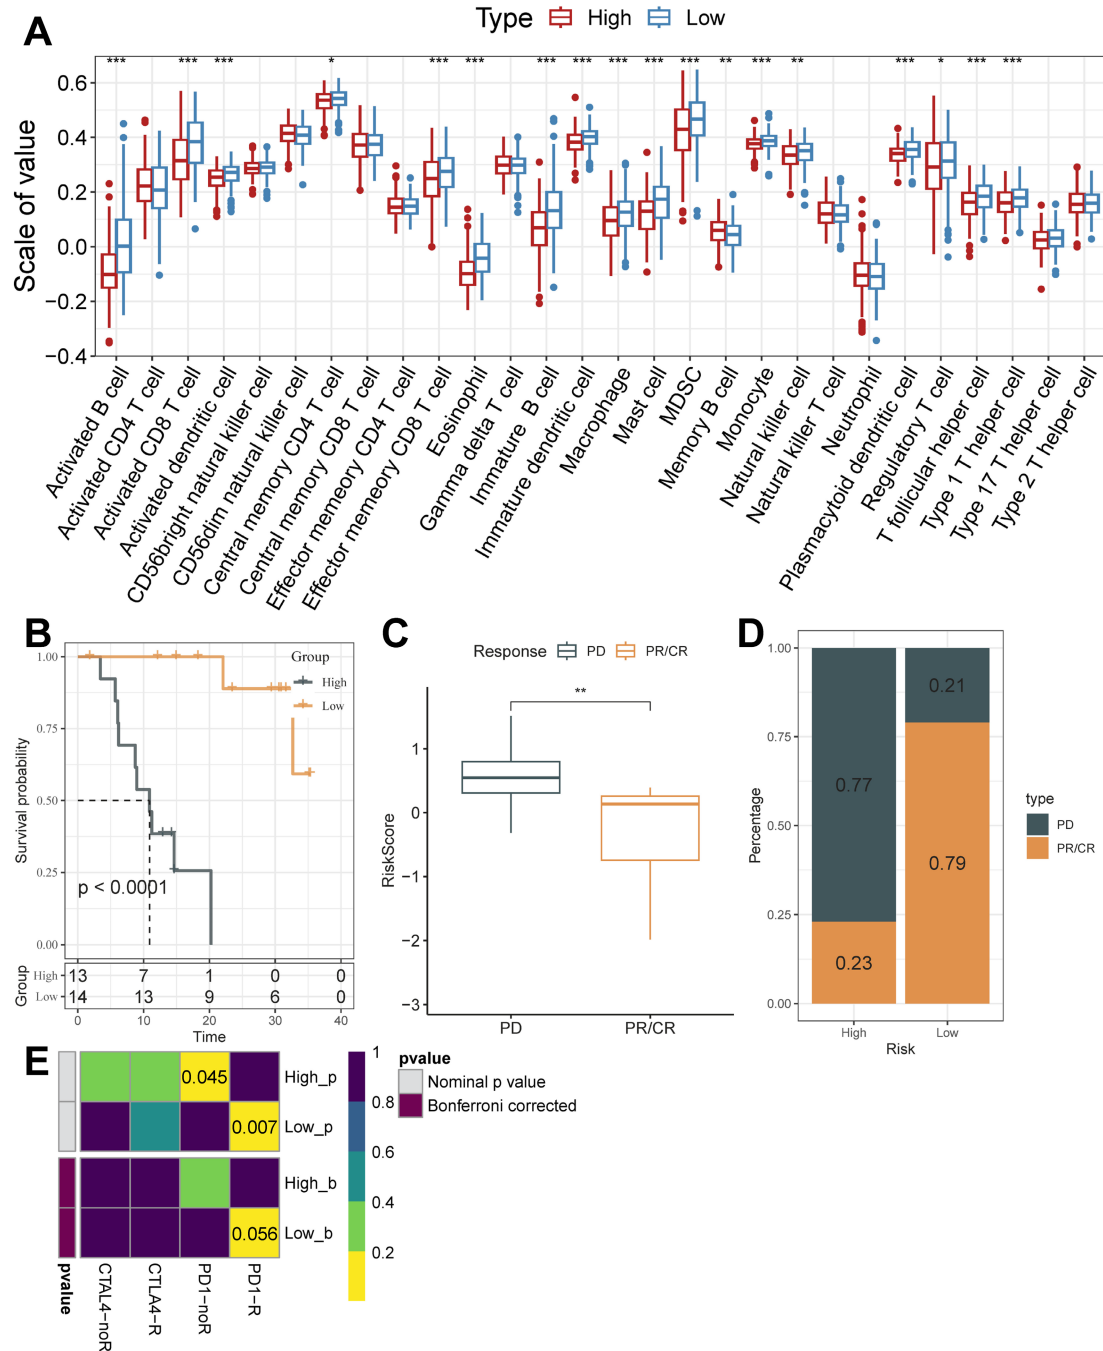 A
Type High Low
Scale of value
0.6
0.4
0.2
0.0
−0.2
−0.4
*** *** *** * *** *** *** *** *** *** *** ** *** ** *** * *** ***
Activated B cell
Activated CD4 T cell
Activated CD8 T cell
Activated dendritic cell
CD56bright natural killer cell
CD56dim natural killer cell
Central memory CD4 T cell
Central memory CD8 T cell
Effector memeory CD4 T cell
Effector memeory CD8 T cell
Eosinophil
Gamma delta T cell
Immature B cell
Immature dendritic cell
Macrophage
Mast cell
MDSC
Memory B cell
Monocyte
Natural killer cell
Natural killer T cell
Neutrophil
Plasmacytoid dendritic cell
Regulatory T cell
T follicular helper cell
Type 1 T helper cell
Type 17 T helper cell
Type 2 T helper cell
B
Survival probability
1.00
0.75
0.50
0.25
0.00
Group
High
Low
p < 0.0001
Group
High 13 7 1 0 0
Low 14 13 9 6 0
0 10 20 30 40
Time
C
Response PD PR/CR
**
RiskScore
1
0
−1
−2
−3
PD PR/CR
D
Percentage
1.00
0.75
0.50
0.25
0.00
0.77
0.23
0.21
0.79
High Low
Risk
type
PD
PR/CR
E
0.045
0.007
0.056
High_p
Low_p
High_b
Low_b
pvalue
CTAL4−noR
CTLA4−R
PD1−noR
PD1−R
1
0.8
0.6
0.4
0.2
pvalue
Nominal p value
Bonferroni corrected